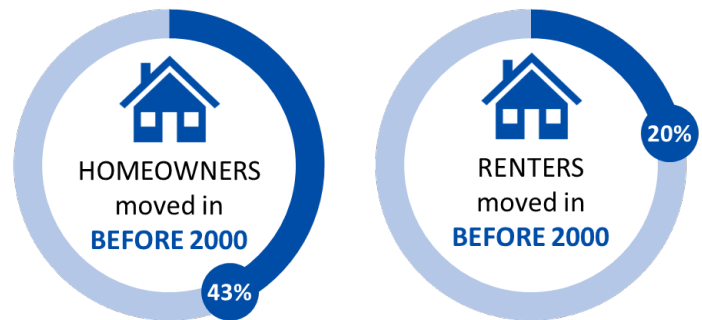 HOMEOWNERS
moved in
BEFORE 2000
43%
RENTERS
moved in
BEFORE 2000
20%